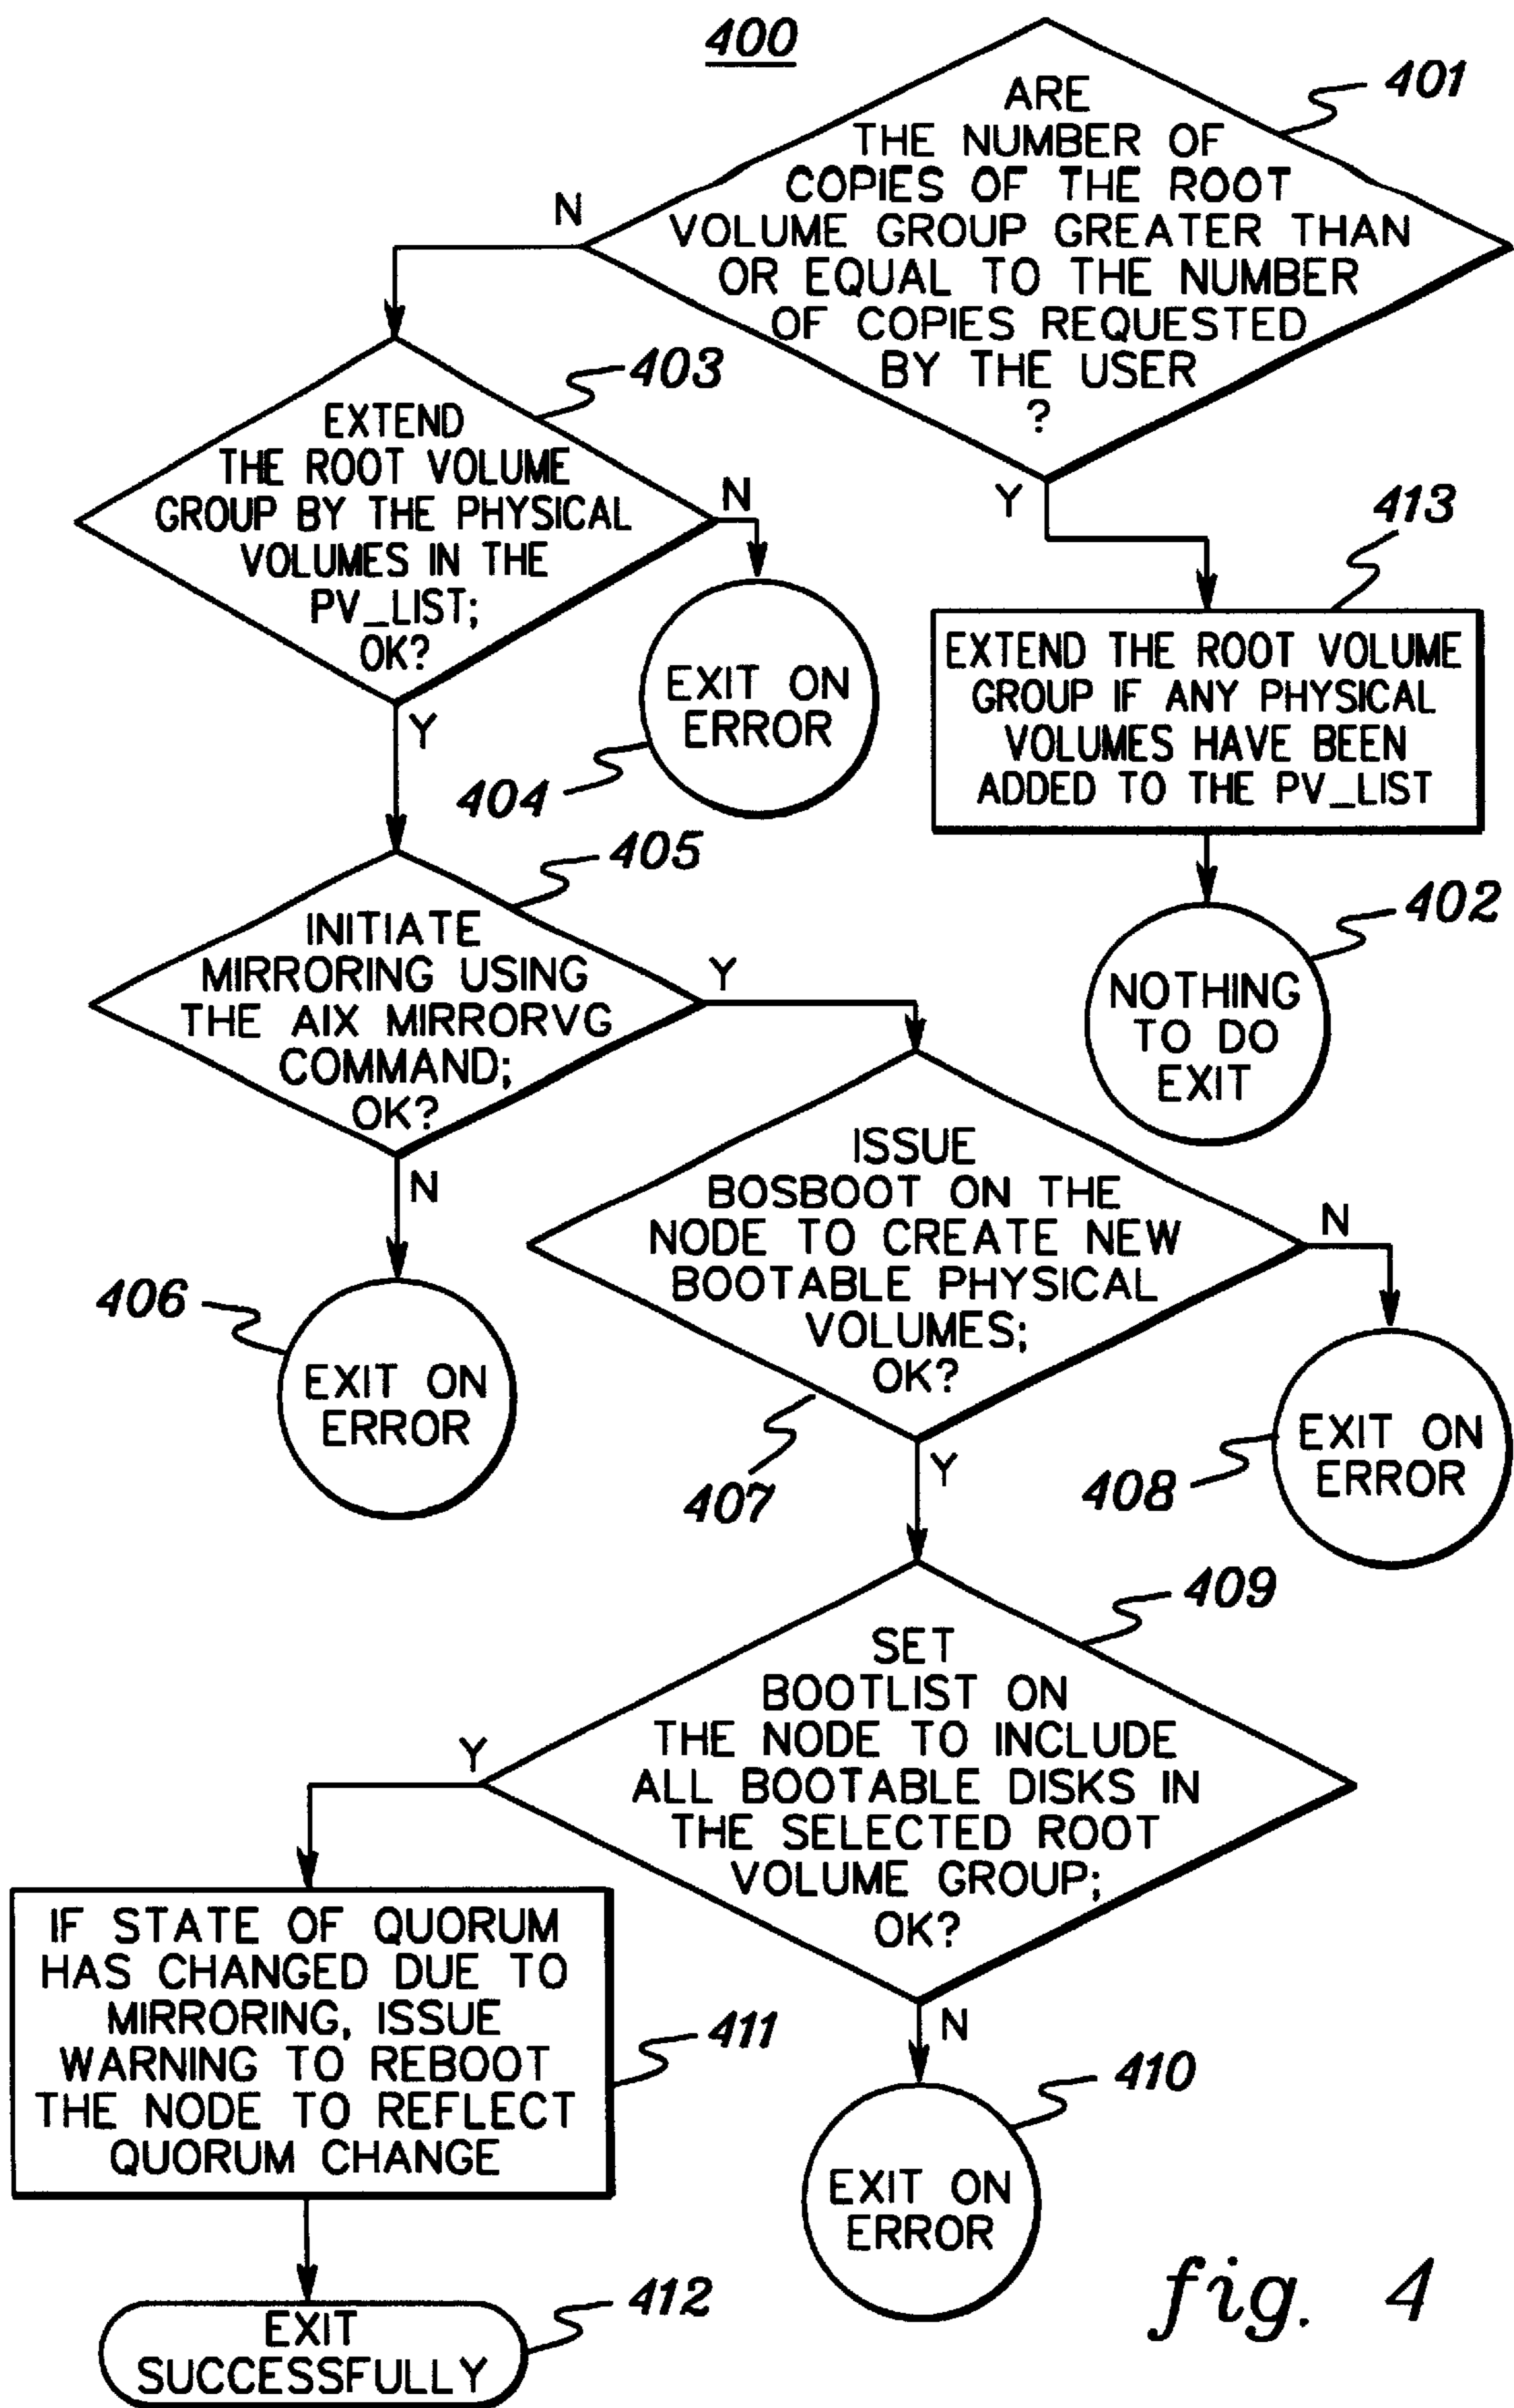 400
401
ARE
THE NUMBER OF
COPIES OF THE ROOT
VOLUME GROUP GREATER THAN
OR EQUAL TO THE NUMBER
OF COPIES REQUESTED
BY THE USER
?
N
Y
403
EXTEND
THE ROOT VOLUME
GROUP BY THE PHYSICAL
VOLUMES IN THE
PV_LIST;
OK?
N
Y
EXIT ON
ERROR
404
413
EXTEND THE ROOT VOLUME
GROUP IF ANY PHYSICAL
VOLUMES HAVE BEEN
ADDED TO THE PV_LIST
402
NOTHING
TO DO
EXIT
405
INITIATE
MIRRORING USING
THE AIX MIRRORVG
COMMAND;
OK?
Y
N
406
EXIT ON
ERROR
ISSUE
BOSBOOT ON THE
NODE TO CREATE NEW
BOOTABLE PHYSICAL
VOLUMES;
OK?
N
Y
407
408
EXIT ON
ERROR
409
SET
BOOTLIST ON
THE NODE TO INCLUDE
ALL BOOTABLE DISKS IN
THE SELECTED ROOT
VOLUME GROUP;
OK?
Y
N
IF STATE OF QUORUM
HAS CHANGED DUE TO
MIRRORING, ISSUE
WARNING TO REBOOT
THE NODE TO REFLECT
QUORUM CHANGE
411
410
EXIT ON
ERROR
412
EXIT
SUCCESSFULLY
fig. 4